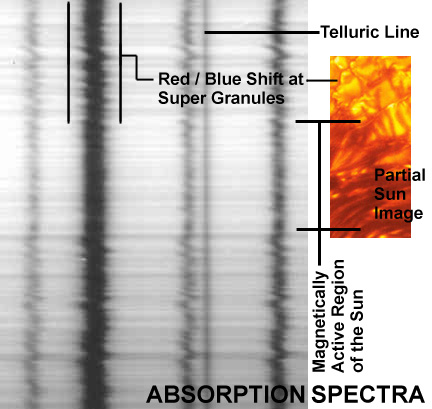 Telluric Line
Red / Blue Shift at
Super Granules
Partial
Sun
Image
Magnetically
Active Region
of the Sun
ABSORPTION SPECTRA